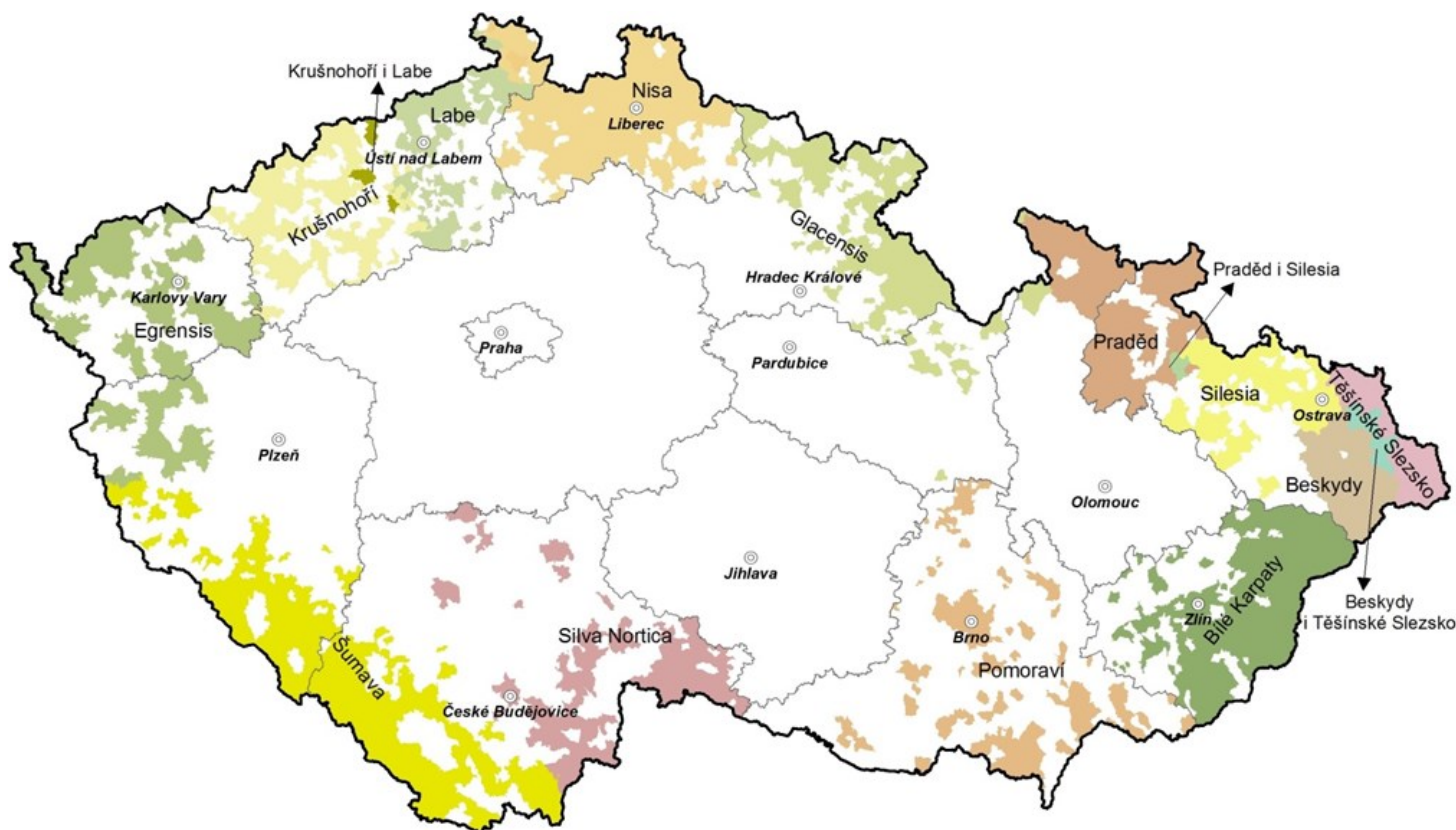 Krušnohoří i Labe
Nisa
Labe
Liberec
Ústí nad Labem
Krušnohoří
Glacensis
Praděd i Silesia
Hradec Králové
Karlovy Vary
Egrensis
Praha
Praděd
Pardubice
Silesia
Těšínské Slezsko
Ostrava
Plzeň
Beskydy
Olomouc
Jihlava
Bílé Karpaty
Zlín
Beskydy
i Těšínské Slezsko
Silva Nortica
Brno
Šumava
Pomoraví
České Budějovice